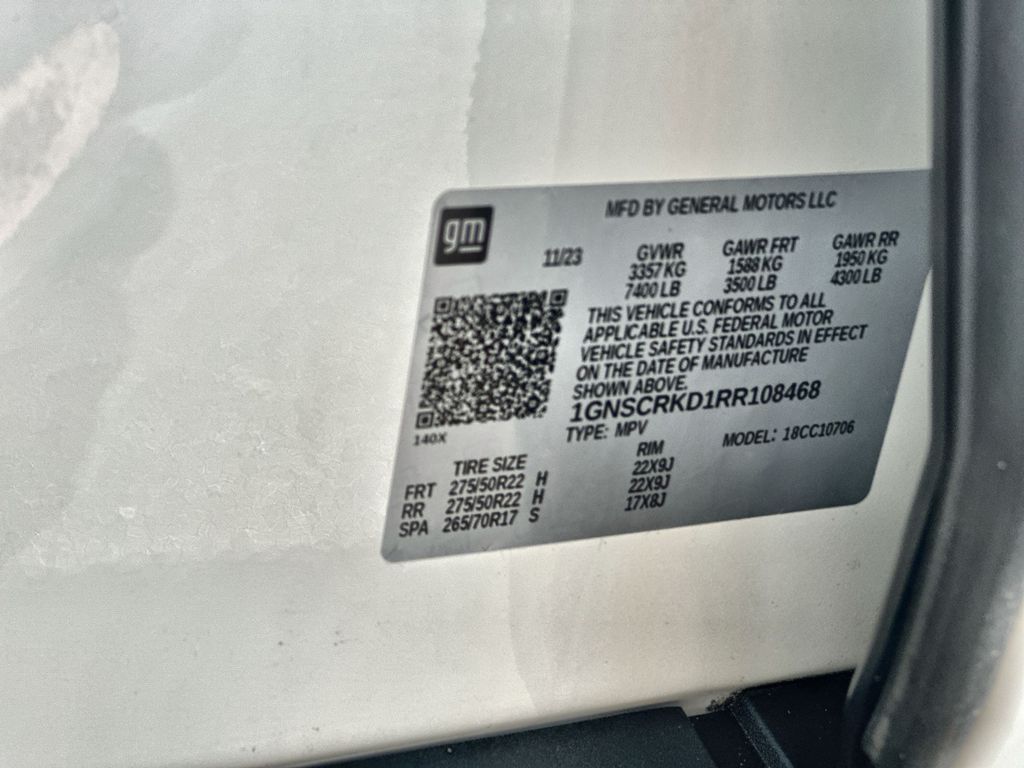 gm
MFD BY GENERAL MOTORS LLC
11/23 GVWR GAWR FRT GAWR RR
3357 KG 1588 KG 1950 KG
7400 LB 3500 LB 4300 LB
THIS VEHICLE CONFORMS TO ALL
APPLICABLE U.S. FEDERAL MOTOR
VEHICLE SAFETY STANDARDS IN EFFECT
ON THE DATE OF MANUFACTURE
SHOWN ABOVE.
1GNSCRKD1RR108468
140X
TYPE: MPV MODEL: 18CC10706
TIRE SIZE RIM
FRT 275/50R22 H 22X9J
RR 275/50R22 H 22X9J
SPA 265/70R17 S 17X8J